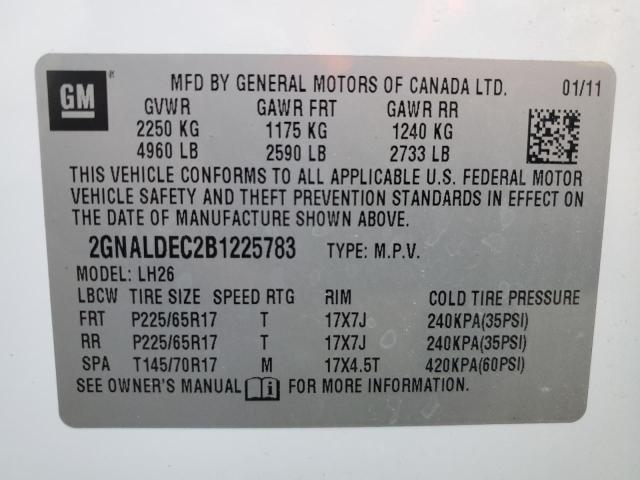 GM
MFD BY GENERAL MOTORS OF CANADA LTD. 01/11
GVWR GAWR FRT GAWR RR
2250 KG 1175 KG 1240 KG
4960 LB 2590 LB 2733 LB
THIS VEHICLE CONFORMS TO ALL APPLICABLE U.S. FEDERAL MOTOR
VEHICLE SAFETY AND THEFT PREVENTION STANDARDS IN EFFECT ON
THE DATE OF MANUFACTURE SHOWN ABOVE.
2GNALDEC2B1225783 TYPE: M.P.V.
MODEL: LH26
LBCW TIRE SIZE SPEED RTG RIM COLD TIRE PRESSURE
FRT P225/65R17 T 17X7J 240KPA(35PSI)
RR P225/65R17 T 17X7J 240KPA(35PSI)
SPA T145/70R17 M 17X4.5T 420KPA(60PSI)
SEE OWNER'S MANUAL FOR MORE INFORMATION.